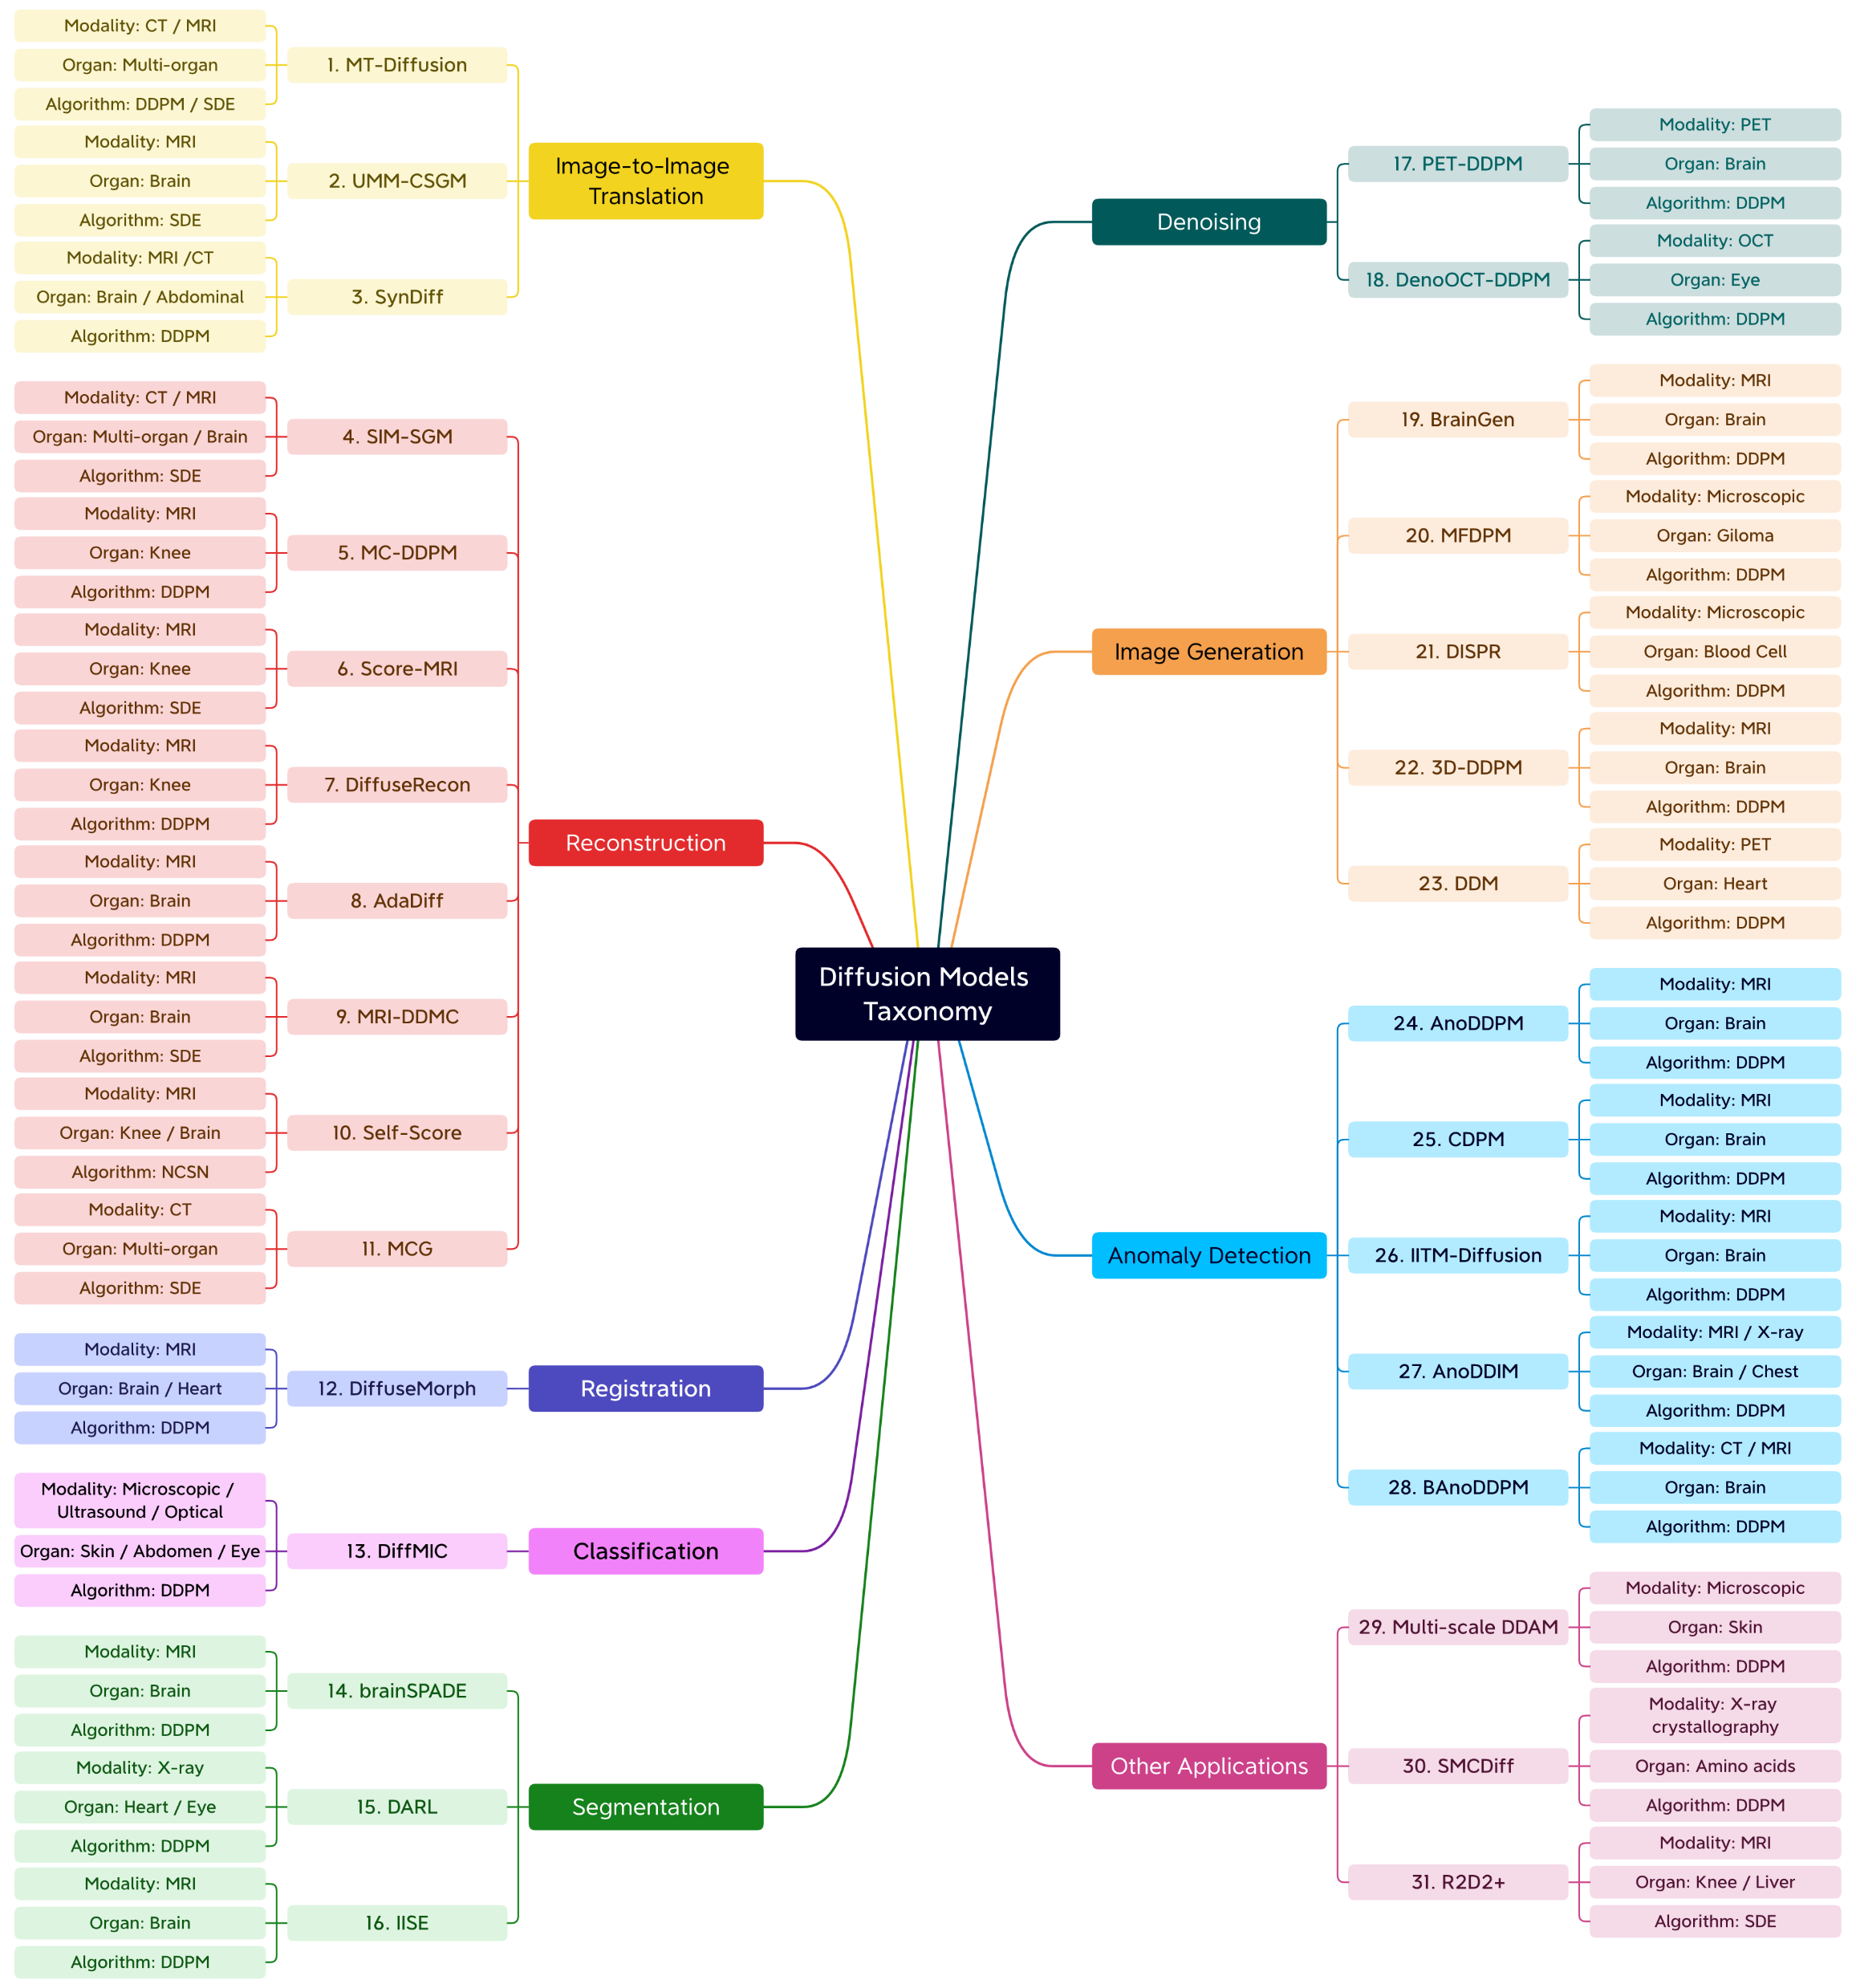 Diffusion Models
Taxonomy
Image-to-Image
Translation
1. MT-Diffusion
Modality: CT / MRI
Organ: Multi-organ
Algorithm: DDPM / SDE
2. UMM-CSGM
Modality: MRI
Organ: Brain
Algorithm: SDE
3. SynDiff
Modality: MRI /CT
Organ: Brain / Abdominal
Algorithm: DDPM
Reconstruction
4. SIM-SGM
Modality: CT / MRI
Organ: Multi-organ / Brain
Algorithm: SDE
5. MC-DDPM
Modality: MRI
Organ: Knee
Algorithm: DDPM
6. Score-MRI
Modality: MRI
Organ: Knee
Algorithm: SDE
7. DiffuseRecon
Modality: MRI
Organ: Knee
Algorithm: DDPM
8. AdaDiff
Modality: MRI
Organ: Brain
Algorithm: DDPM
9. MRI-DDMC
Modality: MRI
Organ: Brain
Algorithm: SDE
10. Self-Score
Modality: MRI
Organ: Knee / Brain
Algorithm: NCSN
11. MCG
Modality: CT
Organ: Multi-organ
Algorithm: SDE
Registration
12. DiffuseMorph
Modality: MRI
Organ: Brain / Heart
Algorithm: DDPM
Classification
13. DiffMIC
Modality: Microscopic /
Ultrasound / Optical
Organ: Skin / Abdomen / Eye
Algorithm: DDPM
Segmentation
14. brainSPADE
Modality: MRI
Organ: Brain
Algorithm: DDPM
15. DARL
Modality: X-ray
Organ: Heart / Eye
Algorithm: DDPM
16. IISE
Modality: MRI
Organ: Brain
Algorithm: DDPM
Denoising
17. PET-DDPM
Modality: PET
Organ: Brain
Algorithm: DDPM
18. DenoOCT-DDPM
Modality: OCT
Organ: Eye
Algorithm: DDPM
Image Generation
19. BrainGen
Modality: MRI
Organ: Brain
Algorithm: DDPM
20. MFDPM
Modality: Microscopic
Organ: Giloma
Algorithm: DDPM
21. DISPR
Modality: Microscopic
Organ: Blood Cell
Algorithm: DDPM
22. 3D-DDPM
Modality: MRI
Organ: Brain
Algorithm: DDPM
23. DDM
Modality: PET
Organ: Heart
Algorithm: DDPM
Anomaly Detection
24. AnoDDPM
Modality: MRI
Organ: Brain
Algorithm: DDPM
25. CDPM
Modality: MRI
Organ: Brain
Algorithm: DDPM
26. IITM-Diffusion
Modality: MRI
Organ: Brain
Algorithm: DDPM
27. AnoDDIM
Modality: MRI / X-ray
Organ: Brain / Chest
Algorithm: DDPM
28. BAnoDDPM
Modality: CT / MRI
Organ: Brain
Algorithm: DDPM
Other Applications
29. Multi-scale DDAM
Modality: Microscopic
Organ: Skin
Algorithm: DDPM
30. SMCDiff
Modality: X-ray
crystallography
Organ: Amino acids
Algorithm: DDPM
31. R2D2+
Modality: MRI
Organ: Knee / Liver
Algorithm: SDE